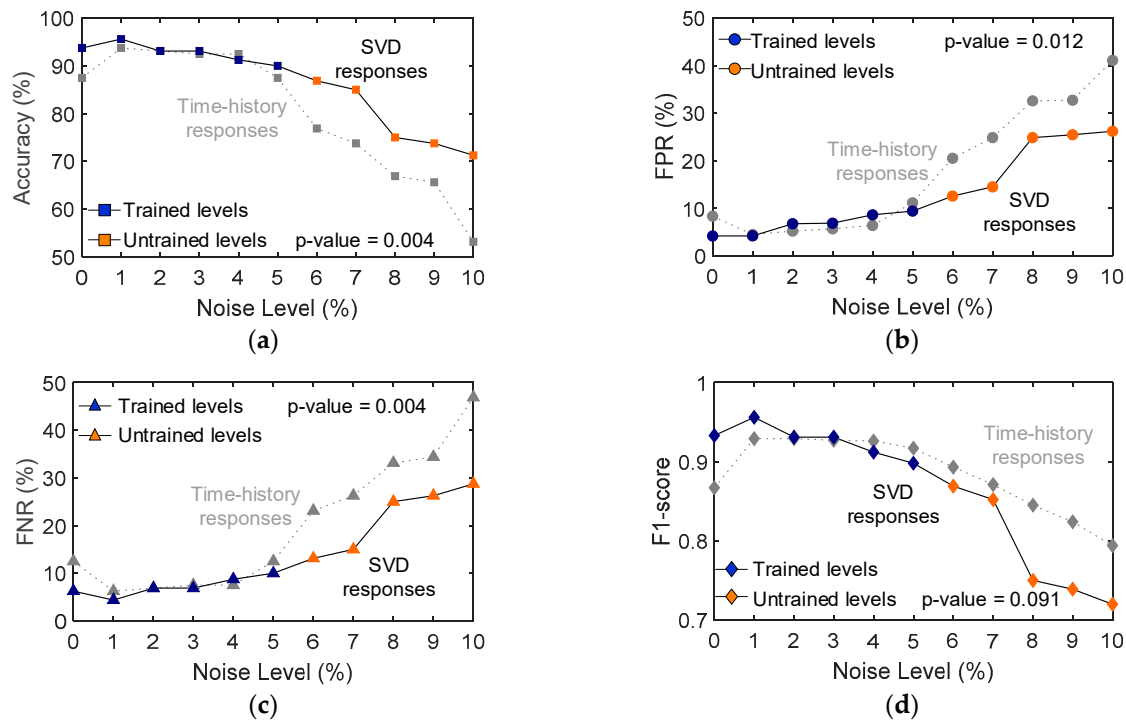 100
90
80
70
60
50
Accuracy (%)
SVD
responses
Time-history
responses
Trained levels
Untrained levels p-value = 0.004
0 1 2 3 4 5 6 7 8 9 10
Noise Level (%)
(a)
50
40
30
20
10
0
FPR (%)
Trained levels p-value = 0.012
Untrained levels
Time-history
responses
SVD
responses
0 1 2 3 4 5 6 7 8 9 10
Noise Level (%)
(b)
50
40
30
20
10
0
FNR (%)
Trained levels p-value = 0.004
Untrained levels
Time-history
responses
SVD
responses
0 1 2 3 4 5 6 7 8 9 10
Noise Level (%)
(c)
1
0.9
0.8
0.7
F1-score
Time-history
responses
SVD
responses
Trained levels
Untrained levels p-value = 0.091
0 1 2 3 4 5 6 7 8 9 10
Noise Level (%)
(d)